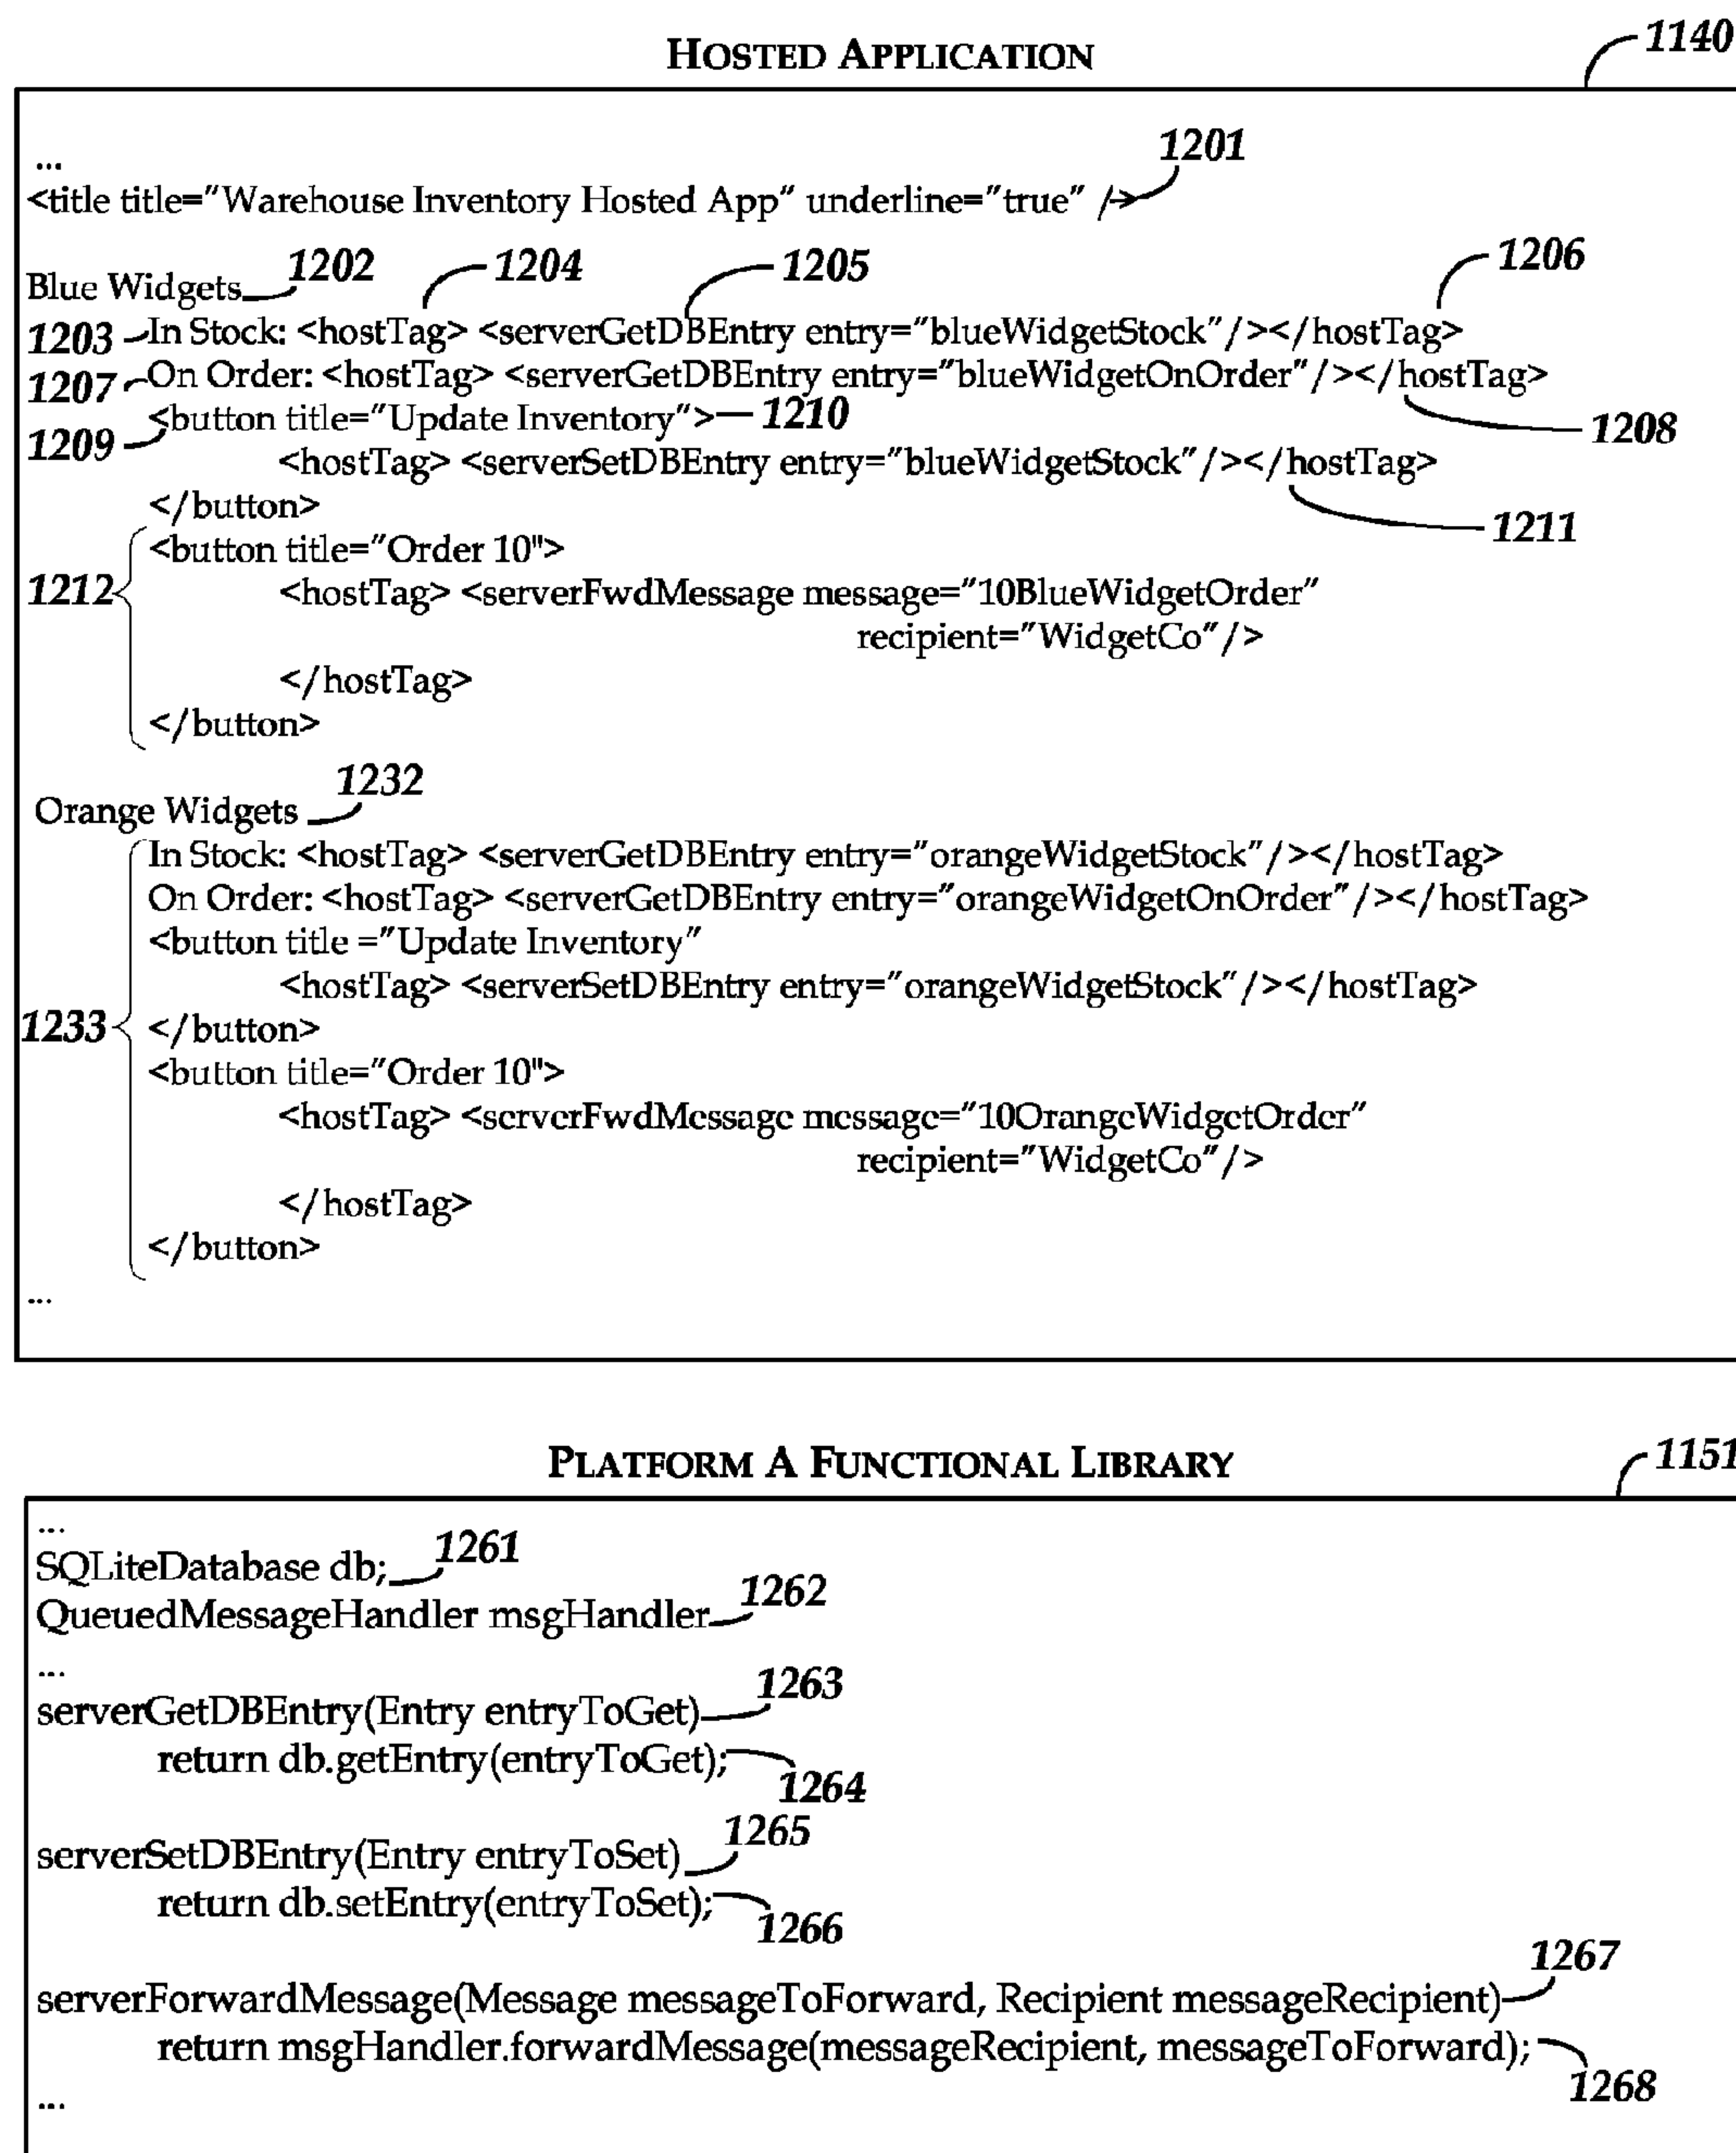 HOSTED APPLICATION
1140
...
1201
<title title="Warehouse Inventory Hosted App" underline="true" />
1202 1204 1205 1206
Blue Widgets
1203 In Stock: <hostTag> <serverGetDBEntry entry="blueWidgetStock"/></hostTag>
1207 On Order: <hostTag> <serverGetDBEntry entry="blueWidgetOnOrder"/></hostTag>
<button title="Update Inventory"> 1210
1209 1208
<hostTag> <serverSetDBEntry entry="blueWidgetStock"/></hostTag>
</button>
1211
<button title="Order 10">
1212 <hostTag> <serverFwdMessage message="10BlueWidgetOrder"
recipient="WidgetCo"/>
</hostTag>
</button>
1232
Orange Widgets
In Stock: <hostTag> <serverGetDBEntry entry="orangeWidgetStock"/></hostTag>
On Order: <hostTag> <serverGetDBEntry entry="orangeWidgetOnOrder"/></hostTag>
<button title ="Update Inventory"
<hostTag> <serverSetDBEntry entry="orangeWidgetStock"/></hostTag>
1233 </button>
<button title="Order 10">
<hostTag> <serverFwdMessage message="10OrangeWidgetOrder"
recipient="WidgetCo"/>
</hostTag>
</button>
...
PLATFORM A FUNCTIONAL LIBRARY
1151
...
SQLiteDatabase db; 1261
QueuedMessageHandler msgHandler 1262
...
serverGetDBEntry(Entry entryToGet) 1263
return db.getEntry(entryToGet);
1264
serverSetDBEntry(Entry entryToSet) 1265
return db.setEntry(entryToSet);
1266
1267
serverForwardMessage(Message messageToForward, Recipient messageRecipient)
return msgHandler.forwardMessage(messageRecipient, messageToForward);
... 1268